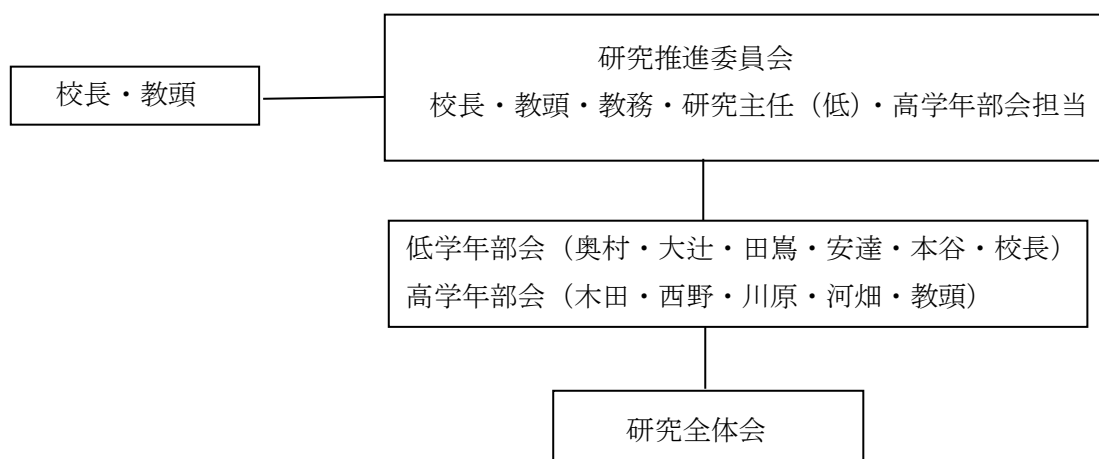 校長・教頭
研究推進委員会
校長・教頭・教務・研究主任（低）・高学年部会担当
低学年部会（奥村・大辻・田嶌・安達・本谷・校長）
高学年部会（木田・西野・川原・河畑・教頭）
研究全体会